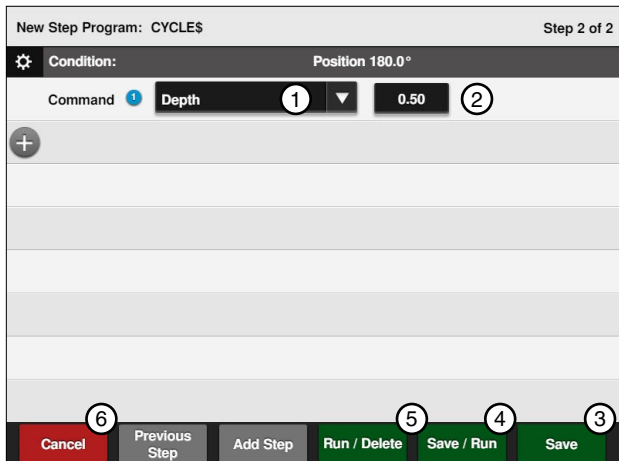 New Step Program: CYCLE$ Step 2 of 2
Condition: Position 180.0°
Command 1 Depth 1 0.50 2
6 5 4 3
Cancel Previous Step Add Step Run / Delete Save / Run Save